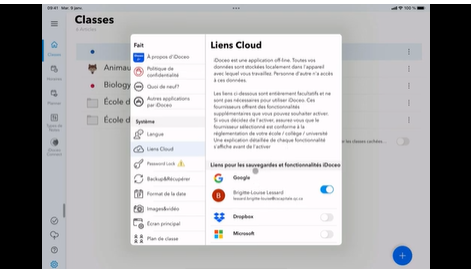 Classes
Fait
À propos d'iDoceo
Politique de
confidentialité
Quoi de neuf?
Autres applications
par iDoceo
Système
Langue
Liens Cloud
Password Lock
Backup&Récupérer
Format de la date
Images&vidéo
Écran principal
Plan de classe
Liens Cloud
iDoceo est une application off-line. Toutes vos
données sont stockées localement dans l'appareil
avec lequel vous travaillez. Personne d'autre n'a accès
à ces données.
Les liens ci-dessous sont entièrement facultatifs et ne
sont pas nécessaires pour utiliser iDoceo. Ces
fournisseurs offrent des fonctionnalités
supplémentaires que vous pouvez souhaiter activer.
Si vous décidez de l'activer, assurez vous que le
fournisseur sélectionné est conforme à la
réglementation de votre école / collège / université
Une explication détaillée de chaque fonctionnalité
s'affiche avant de l'activer
Liens pour les sauvegardes et fonctionnalités iDoceo
Google
B
Brigitte-Louise Lessard
Dropbox
Microsoft
Animau
Biology
École d
École d